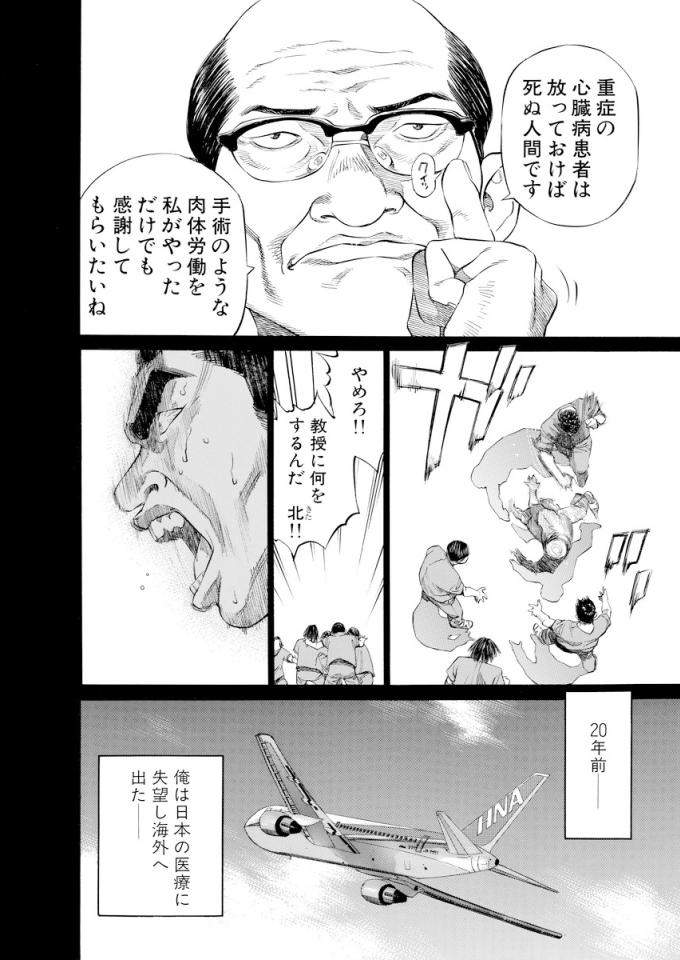 重症の
心臓病患者は
放っておけば
死ぬ人間です
クイッ
手術のような
肉体労働を
私がやった
だけでも
感謝して
もらいたいね
ガッ
やめろ!!
教授に何を
するんだ 北!!
きた
20年前――
HNA
俺は日本の医療に
失望し海外へ
出た――